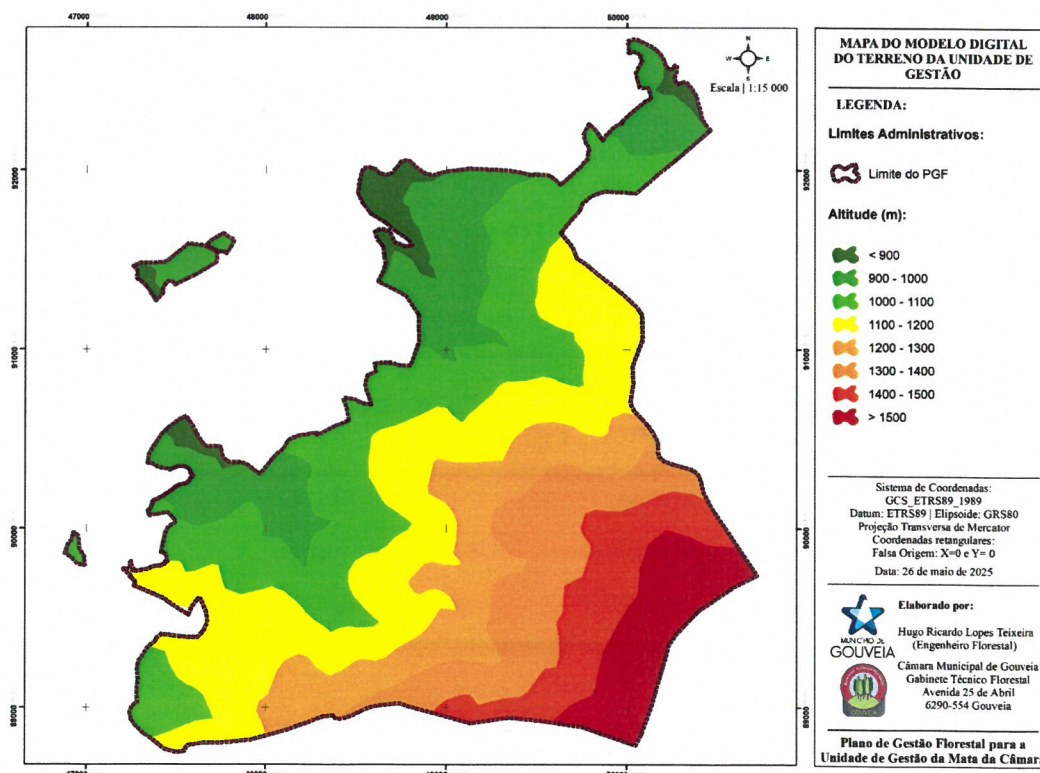 47000
48000
49000
50000
N
W E
S
Escala | 1:15 000
92000
92000
91000
91000
90000
90000
89000
89000
MAPA DO MODELO DIGITAL
DO TERRENO DA UNIDADE DE
GESTÃO
LEGENDA:
Limites Administrativos:
Limite do PGF
Altitude (m):
< 900
900 - 1000
1000 - 1100
1100 - 1200
1200 - 1300
1300 - 1400
1400 - 1500
> 1500
Sistema de Coordenadas:
GCS_ETRS89_1989
Datum: ETRS89 | Elipsoide: GRS80
Projeção Transversa de Mercator
Coordenadas retangulares:
Falsa Origem: X=0 e Y= 0
Data: 26 de maio de 2025
MUNICÍPIO DE
GOUVEIA
Elaborado por:
Hugo Ricardo Lopes Teixeira
(Engenheiro Florestal)
Câmara Municipal de Gouveia
Gabinete Técnico Florestal
Avenida 25 de Abril
6290-554 Gouveia
Plano de Gestão Florestal para a
Unidade de Gestão da Mata da Câmara